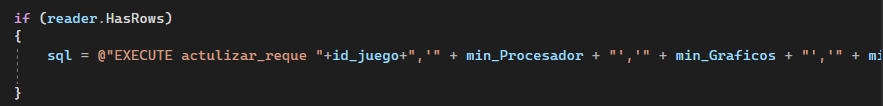 if (reader.HasRows)
{
sql = @"EXECUTE actulizar_reque "+id_juego+",'" + min_Procesador + "','" + min_Graficos + "','" + mi
}